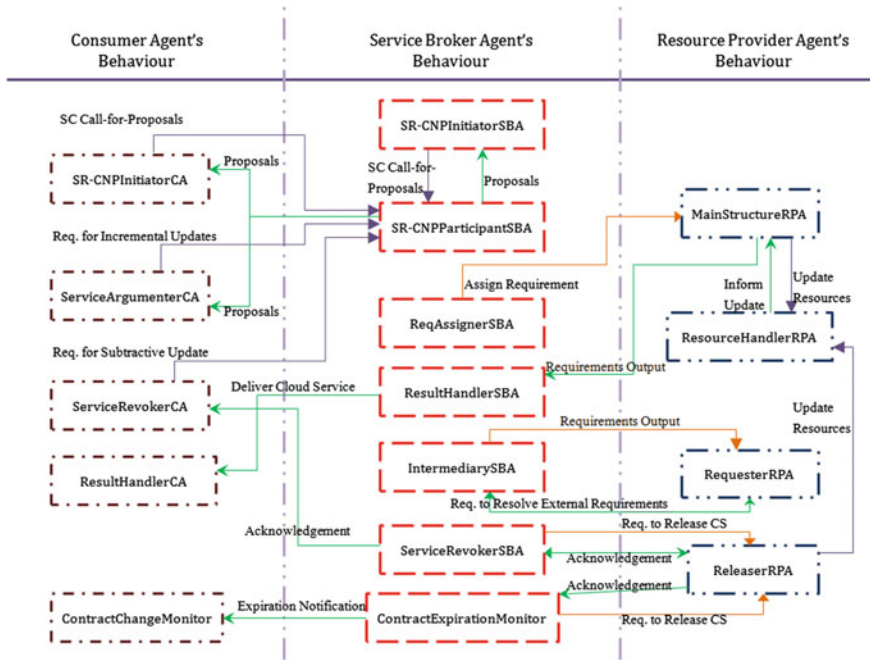 Consumer Agent's
Behaviour
Service Broker Agent's
Behaviour
Resource Provider Agent's
Behaviour
SC Call-for-Proposals
SR-CNPInitiatorSBA
Proposals
SC Call-for-
Proposals
Proposals
SR-CNPInitiatorCA
MainStructureRPA
SR-CNPParticipantSBA
Req. for Incremental Updates
Assign Requirement
Inform
Update
Update
Resources
ServiceArgumenterCA
Proposals
ReqAssignerSBA
ResourceHandlerRPA
Req. for Subtractive Update
Requirements Output
Deliver Cloud Service
ResultHandlerSBA
ServiceRevokerCA
Update
Resources
Requirements Output
ResultHandlerCA
IntermediarySBA
RequesterRPA
Req. to Resolve External Requirements
Acknowledgement
Req. to Release CS
ServiceRevokerSBA
Acknowledgement
ReleaserRPA
Acknowledgement
Expiration Notification
ContractChangeMonitor
ContractExpirationMonitor
Req. to Release CS